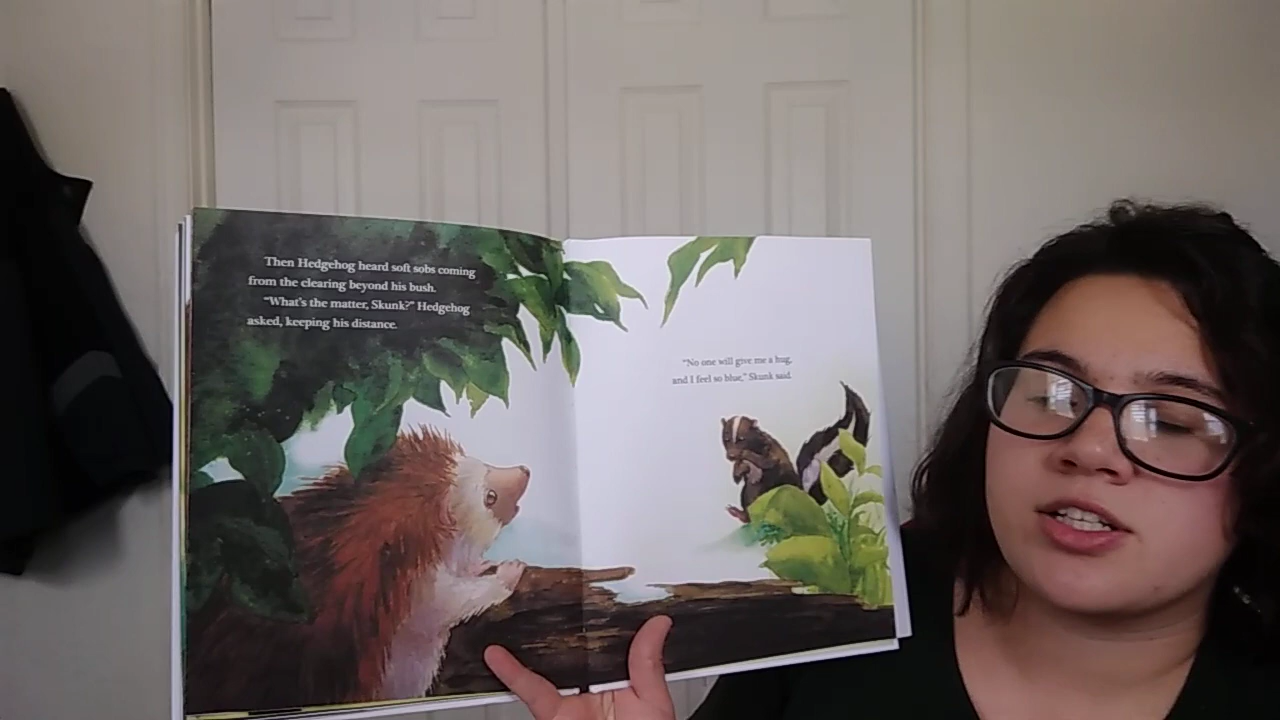 Then Hedgehog heard soft sobs coming
from the clearing beyond his bush.
"What's the matter, Skunk?" Hedgehog
asked, keeping his distance.
"No one will give me a hug,
and I feel so blue," Skunk said.